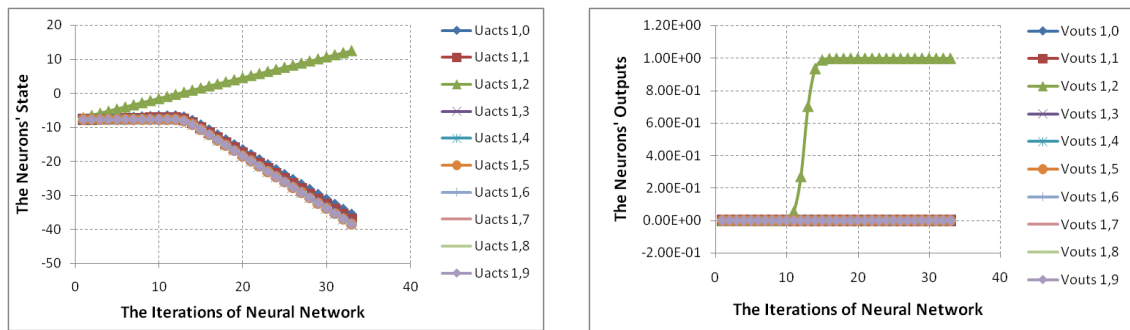 The Neurons' State
20
10
0
-10
-20
-30
-40
-50
0 10 20 30 40
The Iterations of Neural Network
Uacts 1,0
Uacts 1,1
Uacts 1,2
Uacts 1,3
Uacts 1,4
Uacts 1,5
Uacts 1,6
Uacts 1,7
Uacts 1,8
Uacts 1,9
The Neurons' Outputs
1.20E+00
1.00E+00
8.00E-01
6.00E-01
4.00E-01
2.00E-01
0.00E+00
-2.00E-01
0 10 20 30 40
The Iterations of Neural Network
Vouts 1,0
Vouts 1,1
Vouts 1,2
Vouts 1,3
Vouts 1,4
Vouts 1,5
Vouts 1,6
Vouts 1,7
Vouts 1,8
Vouts 1,9